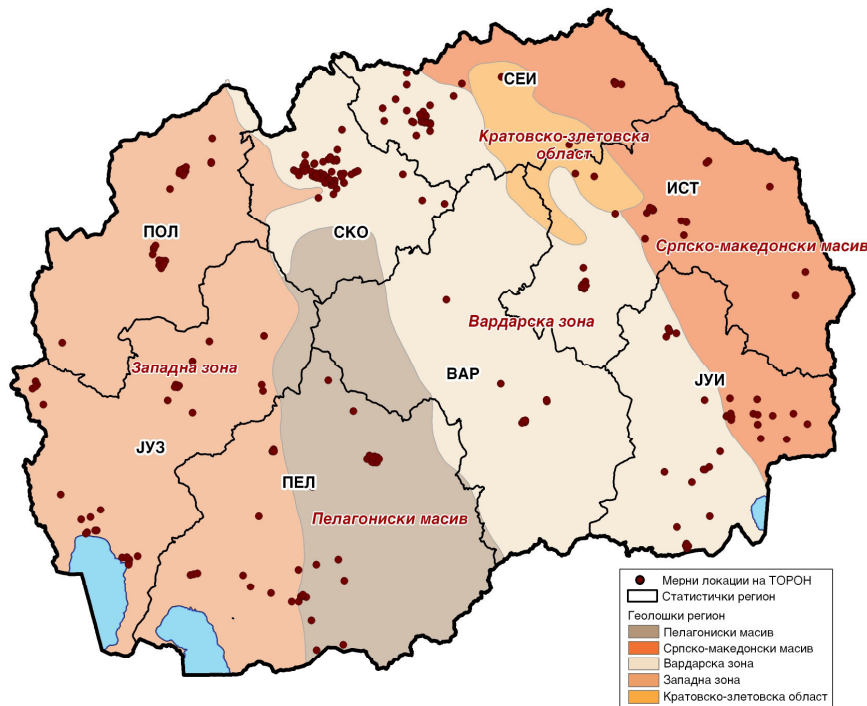 СЕИ
Кратовско-злетовска
област
ИСТ
ПОЛ
СКО
Српско-македонски масив
Вардарска зона
Западна зона
ВАР
ЈУИ
ЈУЗ
ПЕЛ
Пелагониски масив
Мерни локации на ТОРОН
Статистички регион
Геолошки регион
Пелагониски масив
Српско-македонски масив
Вардарска зона
Западна зона
Кратовско-злетовска област